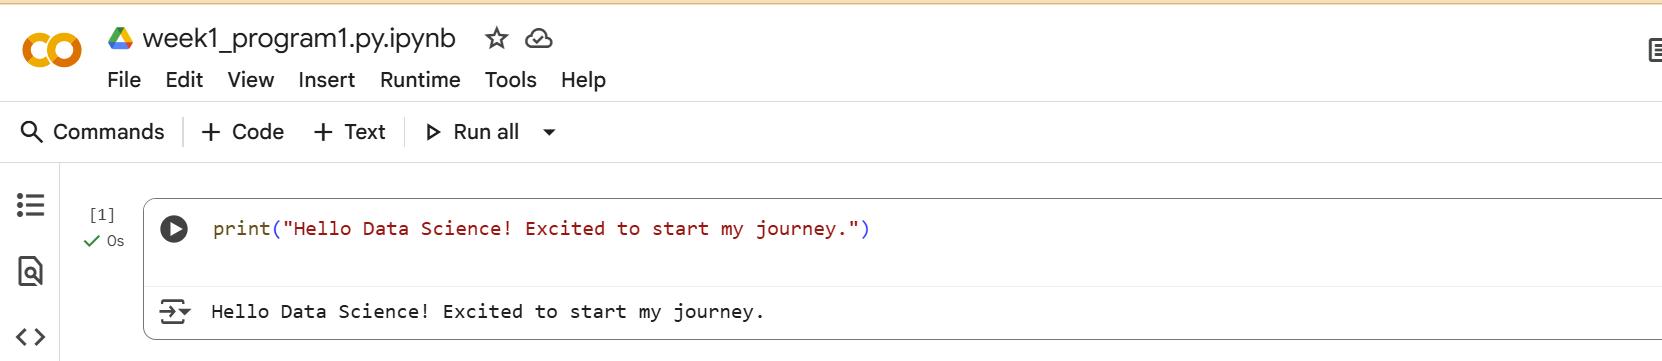 week1_program1.py.ipynb
File Edit View Insert Runtime Tools Help
Commands + Code + Text Run all
[1]
0s
print("Hello Data Science! Excited to start my journey.")
Hello Data Science! Excited to start my journey.